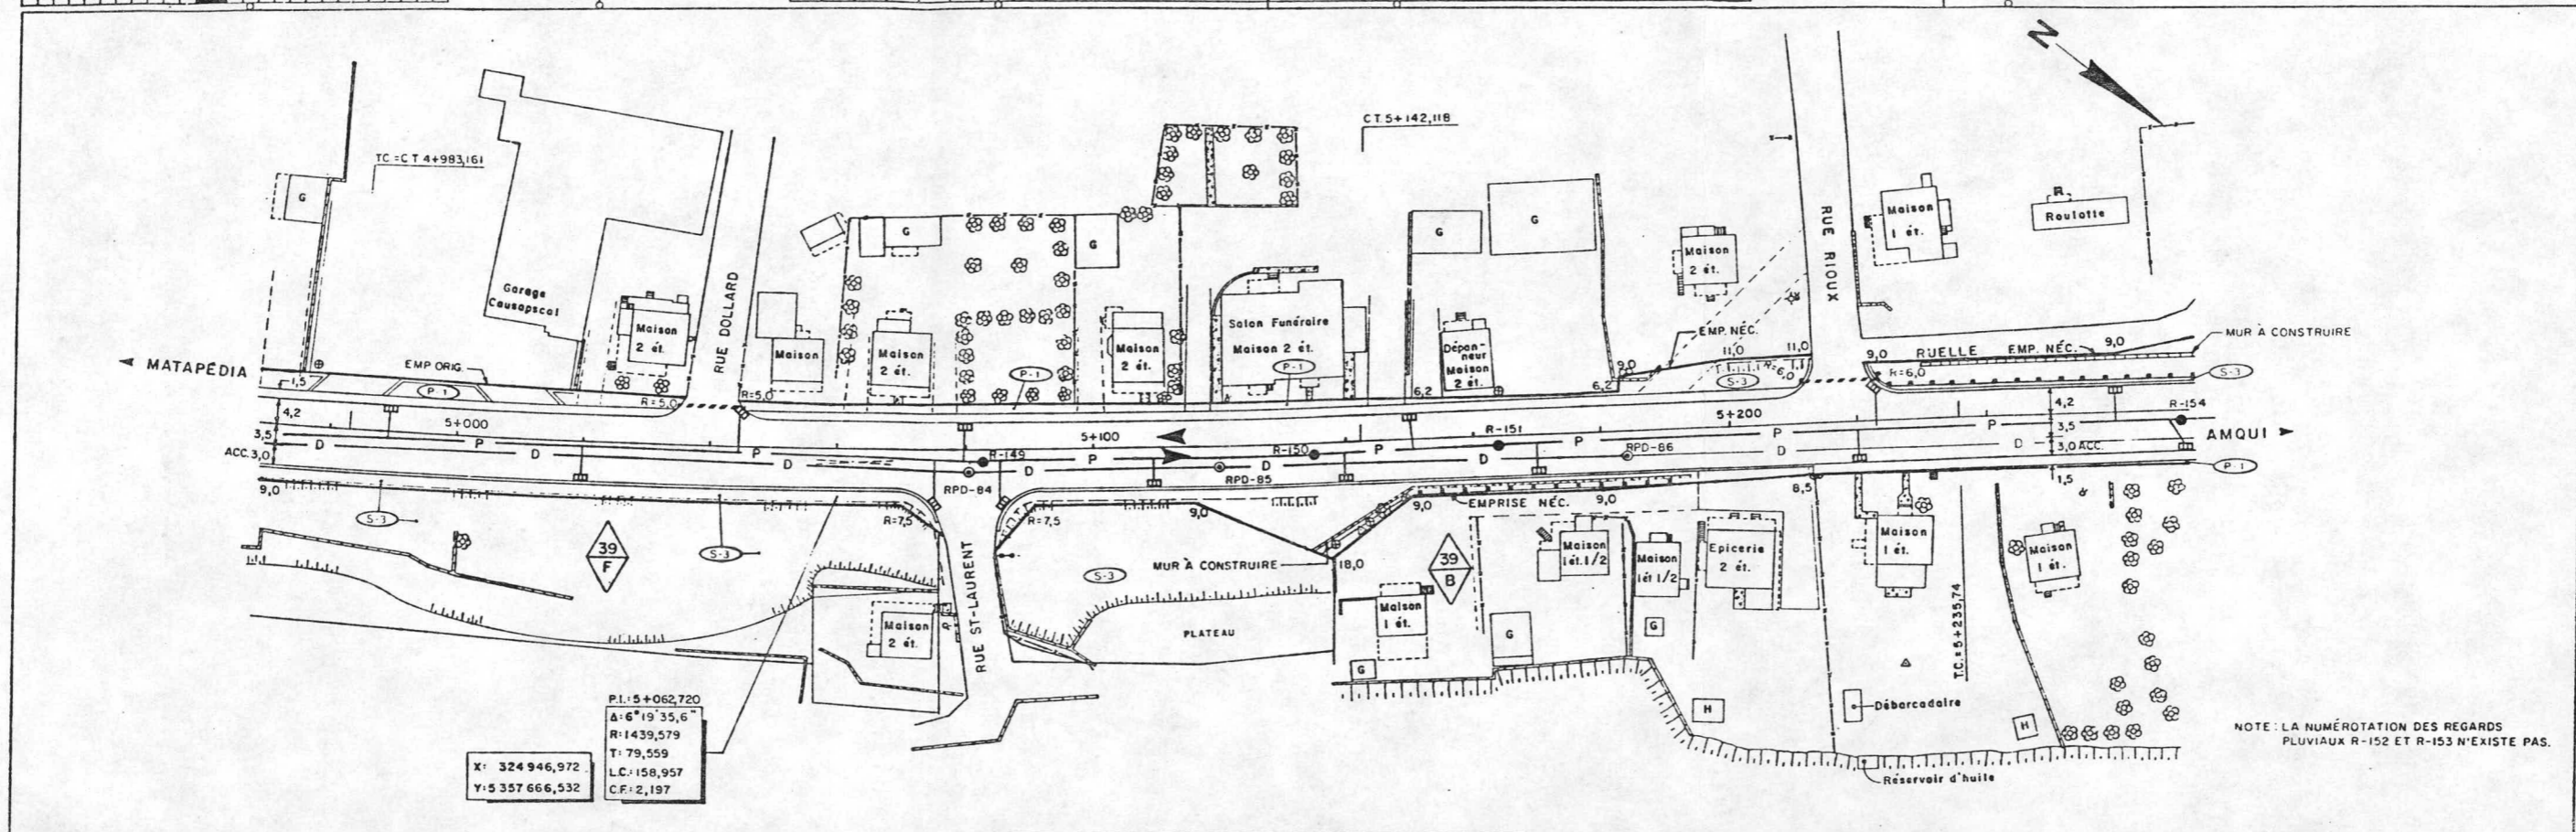 N
TC=CT 4+983,161
CT 5+142,118
G
Garage
Causapscal
Maison
2 ét.
RUE DOLLARD
Maison
G
Maison
2 ét.
G
Maison
2 ét.
Salon Funéraire
Maison 2 ét.
G
G
Dépan-
neur
Maison
2 ét.
Maison
2 ét.
RUE RIOUX
Maison
1 ét.
Roulotte
MATAPÉDIA
EMP ORIG.
P-1
R=5,0
R=5,0
P-1
P-1
6,2
6,2
9,0
EMP. NÉC.
11,0
11,0
R=6,0
S-3
9,0
RUELLE
EMP. NÉC.
9,0
MUR À CONSTRUIRE
R=6,0
S-3
1,5
4,2
3,5
ACC. 3,0
9,0
5+000
5+100
5+200
D
P
D
P
D
R-149
D
P
R-150
D
P
R-151
D
P
RPD-86
P
D
P
D
4,2
3,5
3,0 ACC.
1,5
R-154
AMQUI
P-1
RPD-84
RPD-85
S-3
39
F
S-3
R=7,5
R=7,5
9,0
RUE ST-LAURENT
S-3
MUR À CONSTRUIRE
18,0
9,0
EMPRISE NÉC.
9,0
8,5
39
B
Maison
2 ét.
PLATEAU
Maison
1 ét.
G
G
Maison
1ét.1/2
Maison
1ét 1/2
G
Epicerie
2 ét.
Maison
1 ét.
T.C.=5+235,74
Maison
1 ét.
H
Débarcadaire
H
Réservoir d'huile
P.I.:5+062,720
Δ:6°19'35,6"
R:1439,579
T:79,559
L.C.:158,957
C.F.:2,197
X: 324 946,972
Y:5 357 666,532
NOTE : LA NUMÉROTATION DES REGARDS
PLUVIAUX R-152 ET R-153 N'EXISTE PAS.